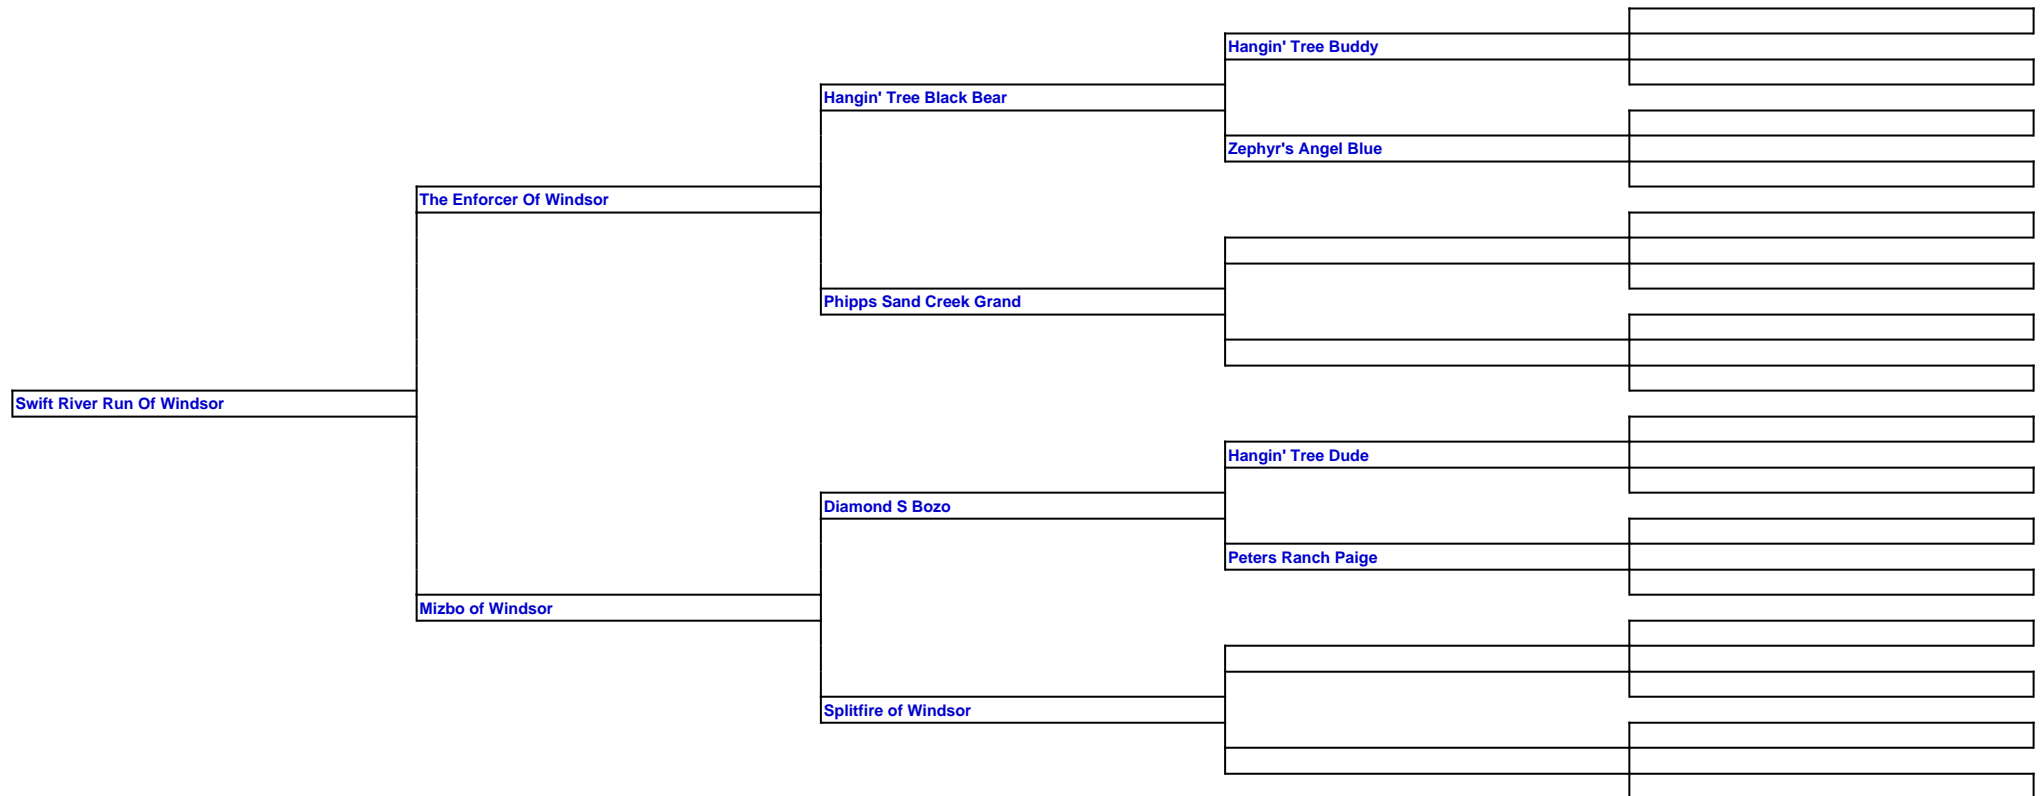 Hangin' Tree Buddy
Hangin' Tree Black Bear
Zephyr's Angel Blue
The Enforcer Of Windsor
Phipps Sand Creek Grand
Swift River Run Of Windsor
Hangin' Tree Dude
Diamond S Bozo
Peters Ranch Paige
Mizbo of Windsor
Splitfire of Windsor